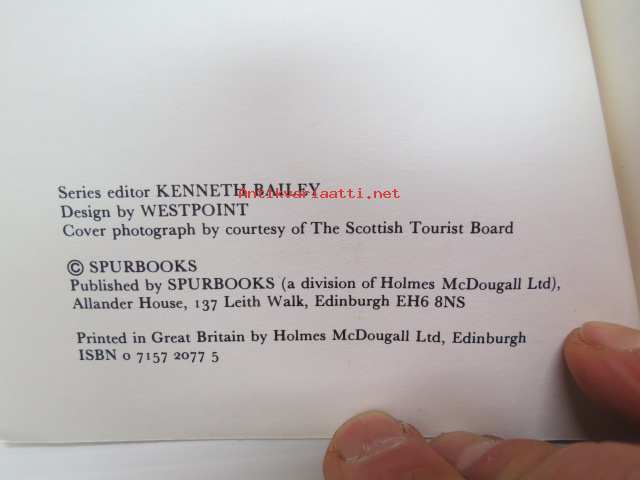 Series editor KENNETH BAILEY
Antikvariaatti.net
Design by WESTPOINT
Cover photograph by courtesy of The Scottish Tourist Board
© SPURBOOKS
Published by SPURBOOKS (a division of Holmes McDougall Ltd),
Allander House, 137 Leith Walk, Edinburgh EH6 8NS
Printed in Great Britain by Holmes McDougall Ltd, Edinburgh
ISBN 0 7157 2077 5